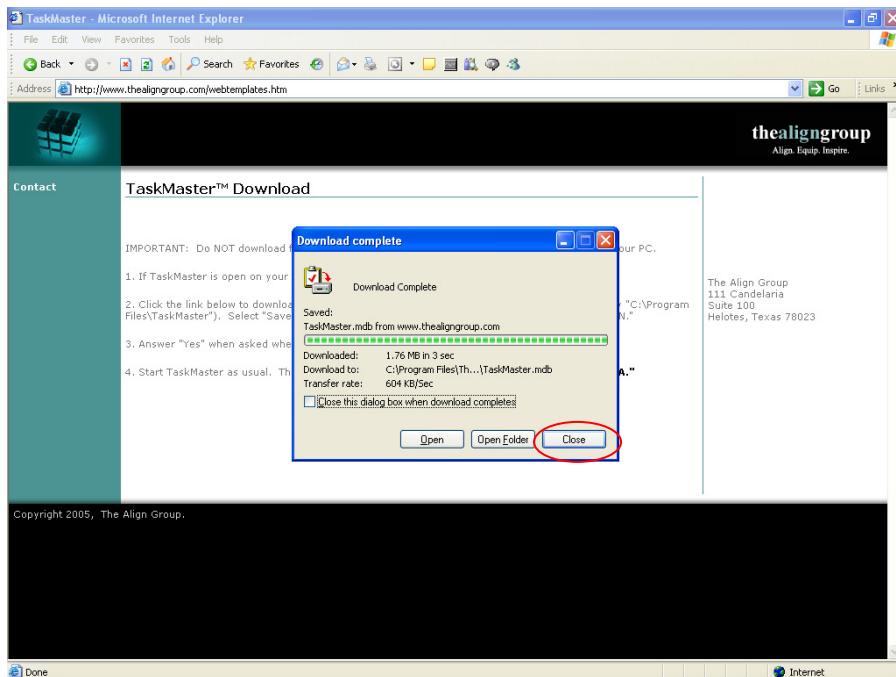 TaskMaster - Microsoft Internet Explorer
File Edit View Favorites Tools Help
Back Search Favorites
Address http://www.thealigngroup.com/webtemplates.htm Go Links
thealigngroup
Align. Equip. Inspire.
Contact
TaskMaster™ Download
IMPORTANT: Do NOT download f
our PC.
1. If TaskMaster is open on your
2. Click the link below to downloa
"C:\Program
Files\TaskMaster"). Select "Save
N."
3. Answer "Yes" when asked whe
4. Start TaskMaster as usual. Th
A."
Download complete
Download Complete
Saved:
TaskMaster.mdb from www.thealigngroup.com
Downloaded: 1.76 MB in 3 sec
Download to: C:\Program Files\Th...\TaskMaster.mdb
Transfer rate: 604 KB/Sec
Close this dialog box when download completes
Open Open Folder Close
The Align Group
111 Candelaria
Suite 100
Helotes, Texas 78023
Copyright 2005, The Align Group.
Done Internet